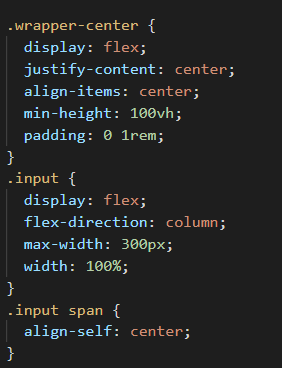 .wrapper-center {
  display: flex;
  justify-content: center;
  align-items: center;
  min-height: 100vh;
  padding: 0 1rem;
}
.input {
  display: flex;
  flex-direction: column;
  max-width: 300px;
  width: 100%;
}
.input span {
  align-self: center;
}